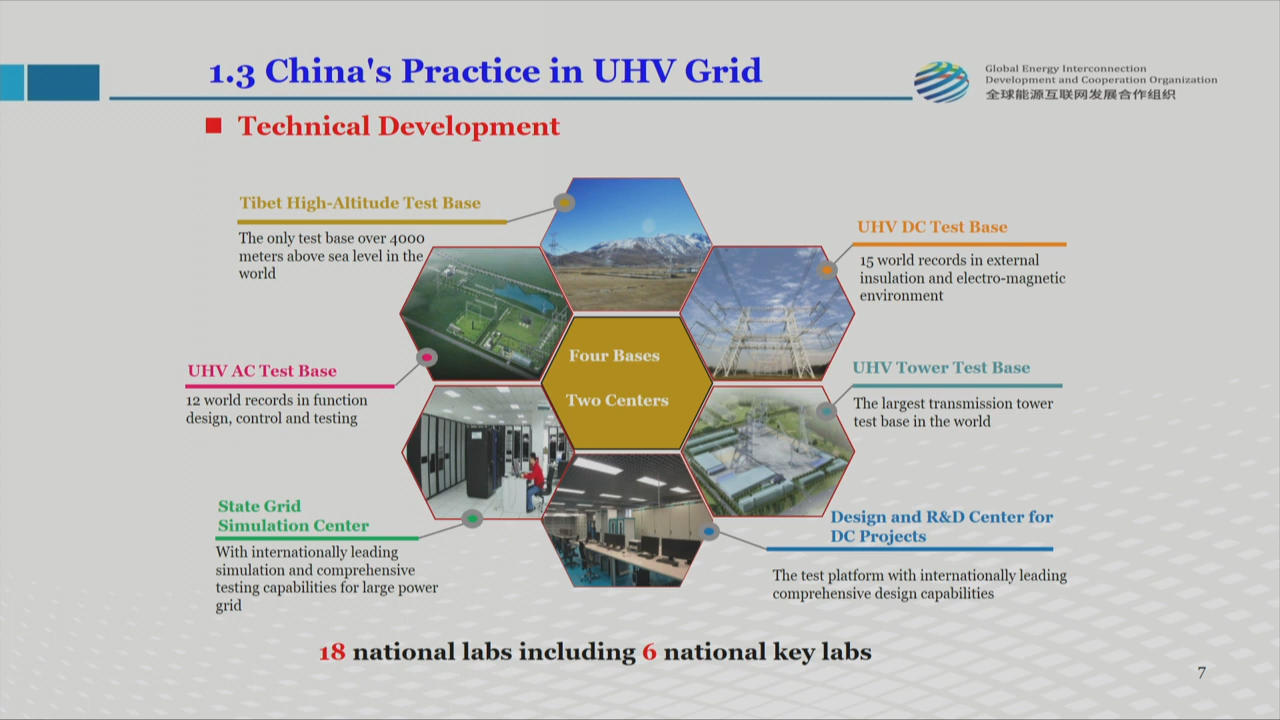 1.3 China's Practice in UHV Grid
Global Energy Interconnection
Development and Cooperation Organization
全球能源互联网发展合作组织
Technical Development
Tibet High-Altitude Test Base
The only test base over 4000
meters above sea level in the
world
UHV DC Test Base
15 world records in external
insulation and electro-magnetic
environment
Four Bases
Two Centers
UHV AC Test Base
12 world records in function
design, control and testing
UHV Tower Test Base
The largest transmission tower
test base in the world
State Grid
Simulation Center
With internationally leading
simulation and comprehensive
testing capabilities for large power
grid
Design and R&D Center for
DC Projects
The test platform with internationally leading
comprehensive design capabilities
18 national labs including 6 national key labs
7